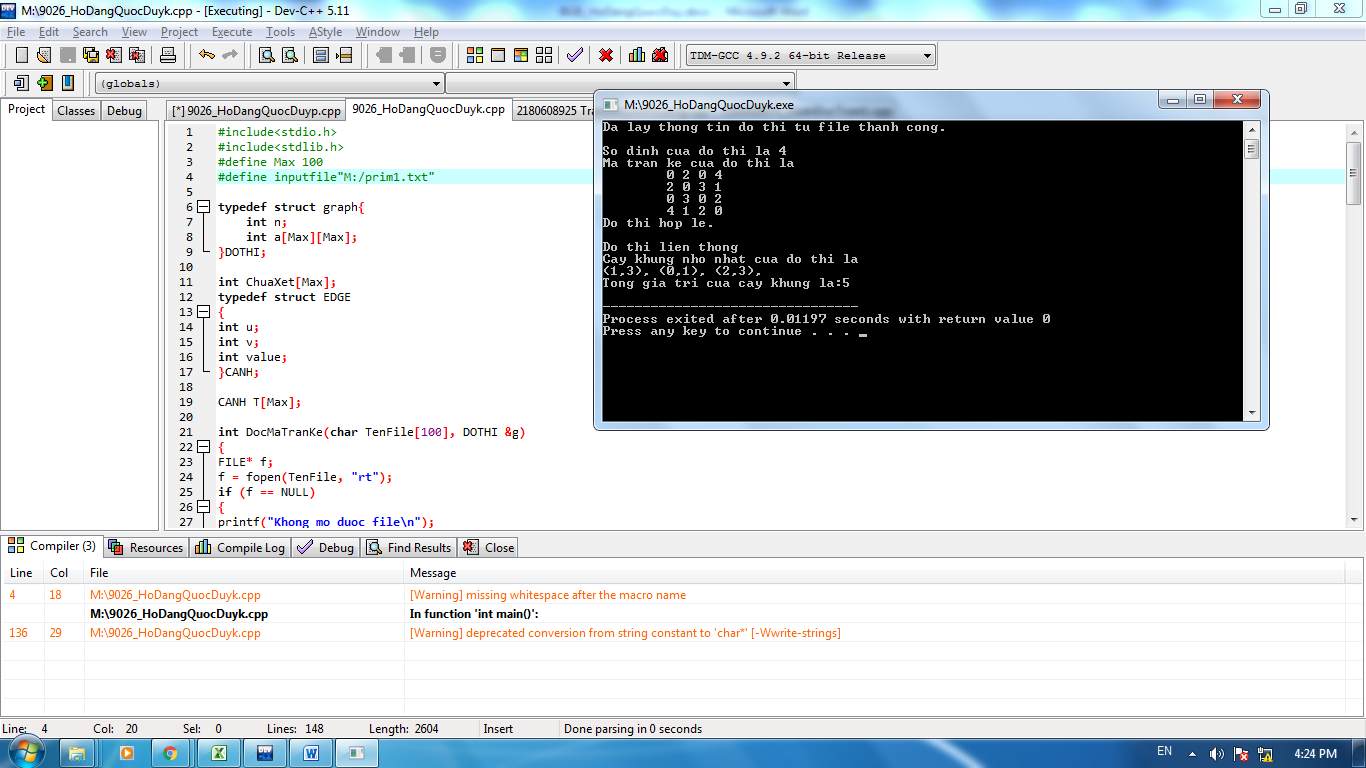 M:\9026_HoDangQuocDuyk.cpp - [Executing] - Dev-C++ 5.11
File Edit Search View Project Execute Tools AStyle Window Help
TDM-GCC 4.9.2 64-bit Release
(globals)
Project Classes Debug
[*] 9026_HoDangQuocDuyp.cpp 9026_HoDangQuocDuyk.cpp
1 #include<stdio.h>
2 #include<stdlib.h>
3 #define Max 100
4 #define inputfile"M:/prim1.txt"
5
6 typedef struct graph{
7 int n;
8 int a[Max][Max];
9 }DOTHI;
10
11 int ChuaXet[Max];
12 typedef struct EDGE
13 {
14 int u;
15 int v;
16 int value;
17 }CANH;
18
19 CANH T[Max];
20
21 int DocMaTranKe(char TenFile[100], DOTHI &g)
22 {
23 FILE* f;
24 f = fopen(TenFile, "rt");
25 if (f == NULL)
26 {
27 printf("Khong mo duoc file\n");
M:\9026_HoDangQuocDuyk.exe
Da lay thong tin do thi tu file thanh cong.
So dinh cua do thi la 4
Ma tran ke cua do thi la
0 2 0 4
2 0 3 1
0 3 0 2
4 1 2 0
Do thi hop le.
Do thi lien thong
Cay khung nho nhat cua do thi la
(1,3), (0,1), (2,3),
Tong gia tri cua cay khung la:5
--------------------------------
Process exited after 0.01197 seconds with return value 0
Press any key to continue . . . _
Compiler (3) Resources Compile Log Debug Find Results Close
Line Col File Message
4 18 M:\9026_HoDangQuocDuyk.cpp [Warning] missing whitespace after the macro name
M:\9026_HoDangQuocDuyk.cpp In function 'int main()':
136 29 M:\9026_HoDangQuocDuyk.cpp [Warning] deprecated conversion from string constant to 'char*' [-Wwrite-strings]
Line: 4 Col: 20 Sel: 0 Lines: 148 Length: 2604 Insert Done parsing in 0 seconds
EN 4:24 PM